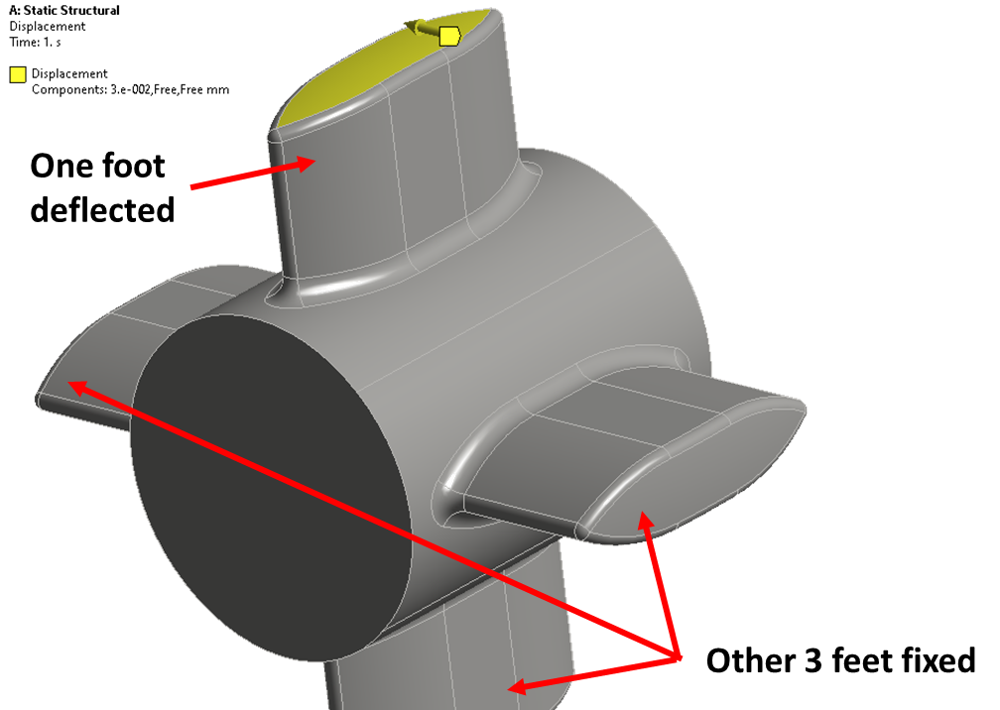 A: Static Structural
Displacement
Time: 1. s
Displacement
Components: 3.e-002,Free,Free mm
One foot
deflected
Other 3 feet fixed